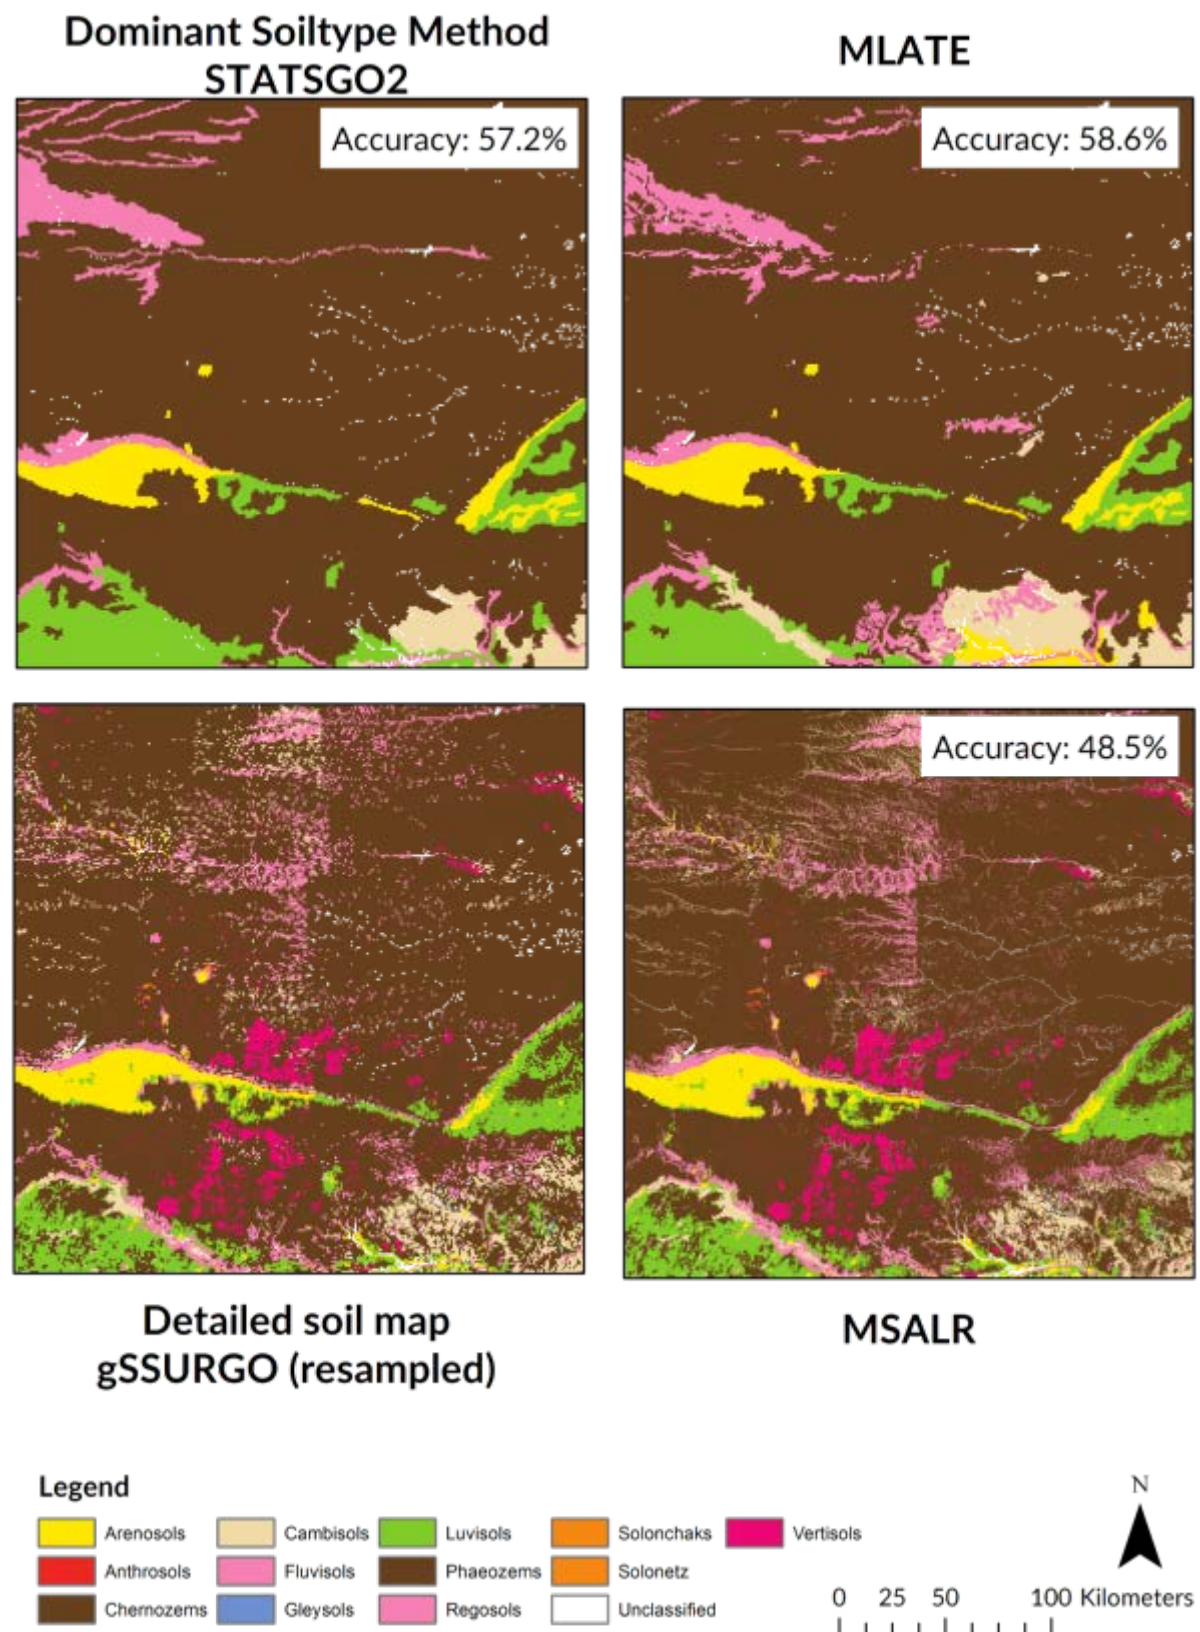 Dominant Soiltype Method
STATSGO2
MLATE
Accuracy: 57.2%
Accuracy: 58.6%
Accuracy: 48.5%
Detailed soil map
gSSURGO (resampled)
MSALR
Legend
Arenosols
Cambisols
Luvisols
Solonchaks
Vertisols
Anthrosols
Fluvisols
Phaeozems
Solonetz
Chernozems
Gleysols
Regosols
Unclassified
N
0 25 50 100 Kilometers